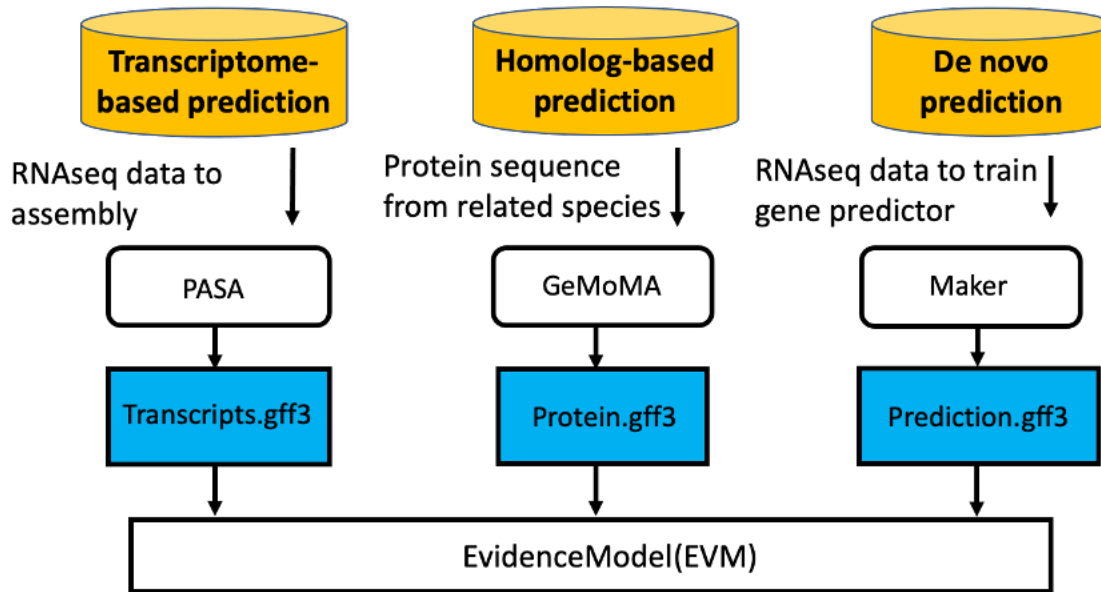 Transcriptome-
based prediction
Homolog-based
prediction
De novo
prediction
RNAseq data to
assembly
Protein sequence
from related species
RNAseq data to train
gene predictor
PASA
GeMoMA
Maker
Transcripts.gff3
Protein.gff3
Prediction.gff3
EvidenceModel(EVM)